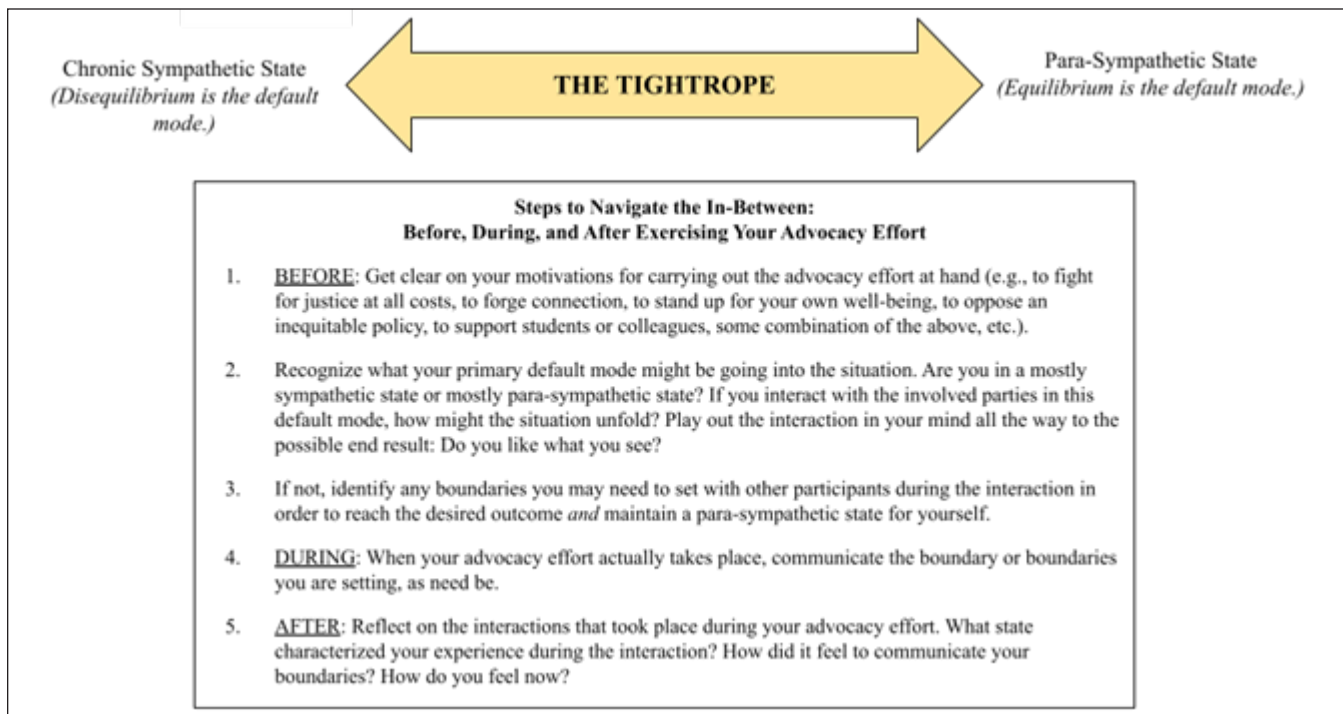 Chronic Sympathetic State
(Disequilibrium is the default
mode.)
THE TIGHTROPE
Para-Sympathetic State
(Equilibrium is the default mode.)
Steps to Navigate the In-Between:
Before, During, and After Exercising Your Advocacy Effort
1. BEFORE: Get clear on your motivations for carrying out the advocacy effort at hand (e.g., to fight
for justice at all costs, to forge connection, to stand up for your own well-being, to oppose an
inequitable policy, to support students or colleagues, some combination of the above, etc.).
2. Recognize what your primary default mode might be going into the situation. Are you in a mostly
sympathetic state or mostly para-sympathetic state? If you interact with the involved parties in this
default mode, how might the situation unfold? Play out the interaction in your mind all the way to the
possible end result: Do you like what you see?
3. If not, identify any boundaries you may need to set with other participants during the interaction in
order to reach the desired outcome and maintain a para-sympathetic state for yourself.
4. DURING: When your advocacy effort actually takes place, communicate the boundary or boundaries
you are setting, as need be.
5. AFTER: Reflect on the interactions that took place during your advocacy effort. What state
characterized your experience during the interaction? How did it feel to communicate your
boundaries? How do you feel now?